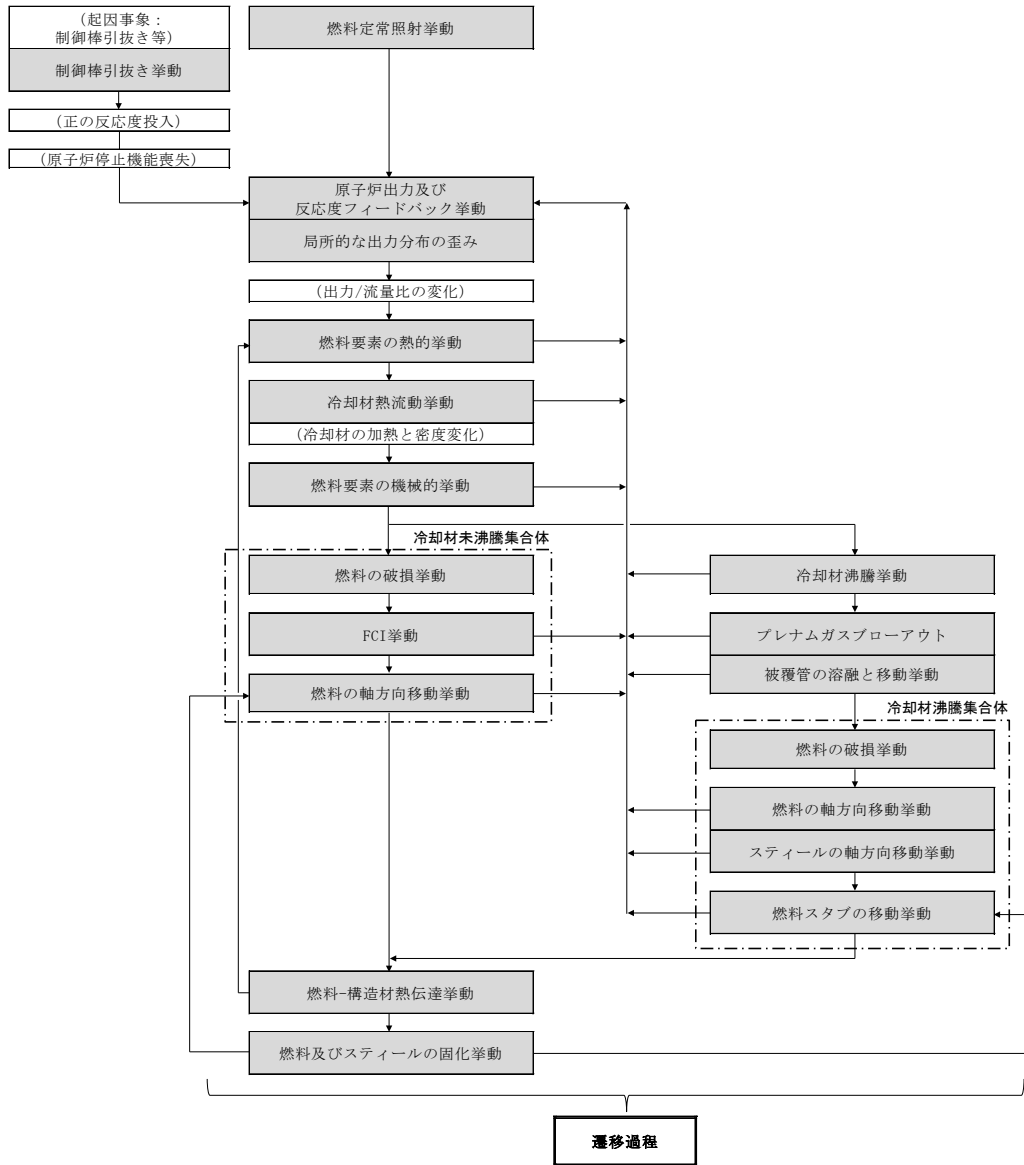 (起因事象:
制御棒引抜き等)
制御棒引抜き挙動
(正の反応度投入)
(原子炉停止機能喪失)
燃料定常照射挙動
原子炉出力及び
反応度フィードバック挙動
局所的な出力分布の歪み
(出力/流量比の変化)
燃料要素の熱的挙動
冷却材熱流動挙動
(冷却材の加熱と密度変化)
燃料要素の機械的挙動
冷却材未沸騰集合体
燃料の破損挙動
FCI挙動
燃料の軸方向移動挙動
冷却材沸騰挙動
プレナムガスブローアウト
被覆管の溶融と移動挙動
冷却材沸騰集合体
燃料の破損挙動
燃料の軸方向移動挙動
スティールの軸方向移動挙動
燃料スタブの移動挙動
燃料-構造材熱伝達挙動
燃料及びスティールの固化挙動
遷移過程